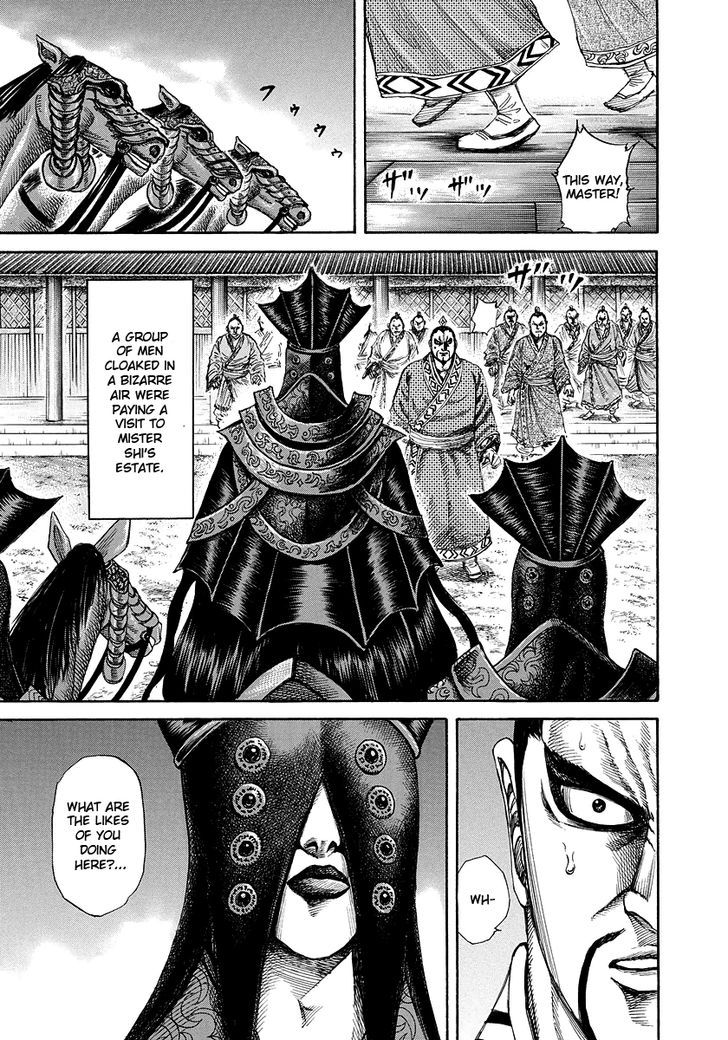 THIS WAY,
MASTER!
ザッ
ザッ
フゥ
ゥゥ
ザザッ
A GROUP
OF MEN
CLOAKED IN
A BIZARRE
AIR WERE
PAYING A
VISIT TO
MISTER
SHI'S
ESTATE.
WH-
WHAT ARE
THE LIKES
OF YOU
DOING
HERE?...